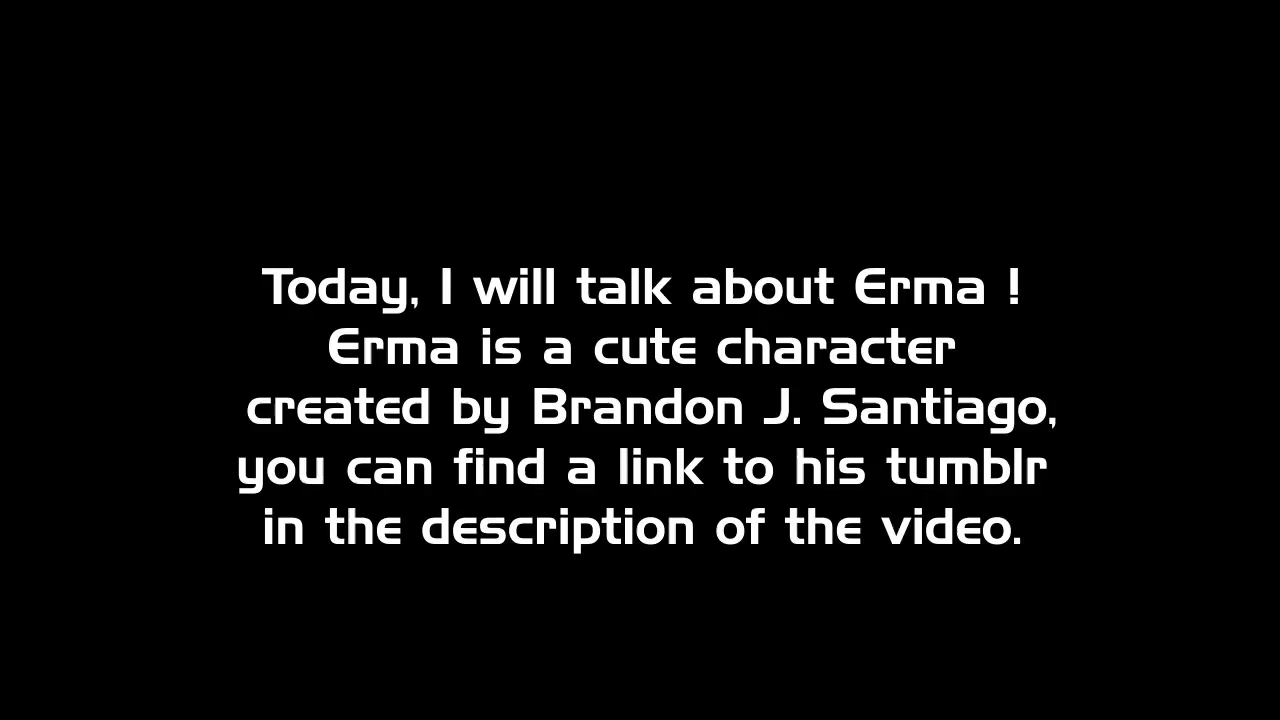 Today, I will talk about Erma !
Erma is a cute character
created by Brandon J. Santiago,
you can find a link to his tumblr
in the description of the video.